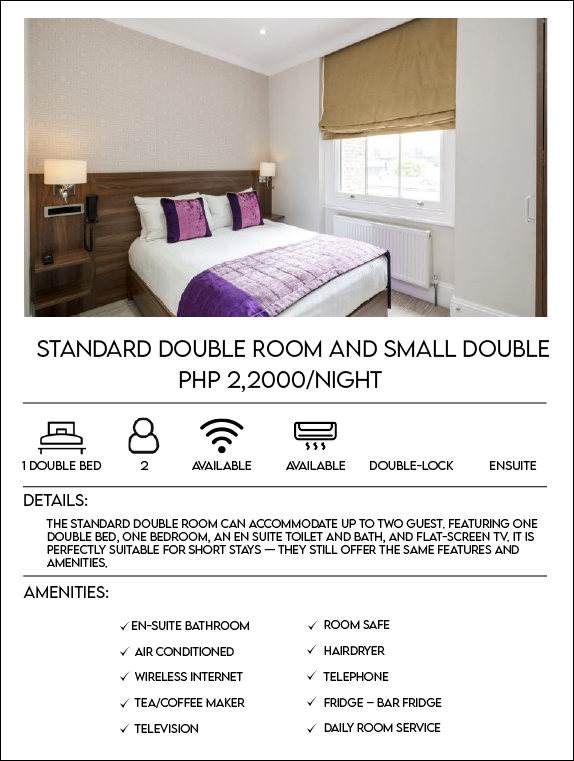 STANDARD DOUBLE ROOM AND SMALL DOUBLE
PHP 2,2000/NIGHT
1 DOUBLE BED 2 AVAILABLE AVAILABLE DOUBLE-LOCK ENSUITE
DETAILS:
THE STANDARD DOUBLE ROOM CAN ACCOMMODATE UP TO TWO GUEST. FEATURING ONE
DOUBLE BED, ONE BEDROOM, AN EN SUITE TOILET AND BATH, AND FLAT-SCREEN TV. IT IS
PERFECTLY SUITABLE FOR SHORT STAYS — THEY STILL OFFER THE SAME FEATURES AND
AMENITIES.
AMENITIES:
✓ EN-SUITE BATHROOM
✓ AIR CONDITIONED
✓ WIRELESS INTERNET
✓ TEA/COFFEE MAKER
✓ TELEVISION
✓ ROOM SAFE
✓ HAIRDRYER
✓ TELEPHONE
✓ FRIDGE – BAR FRIDGE
✓ DAILY ROOM SERVICE